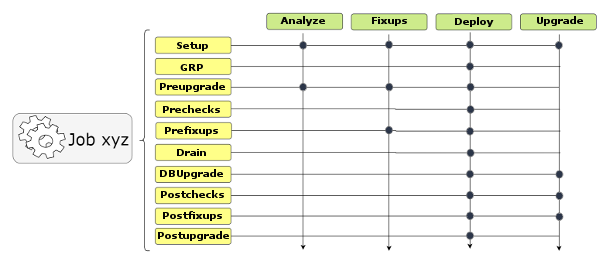 Analyze Fixups Deploy Upgrade
Setup
GRP
Preupgrade
Prechecks
Prefixups
Job xyz
Drain
DBUpgrade
Postchecks
Postfixups
Postupgrade